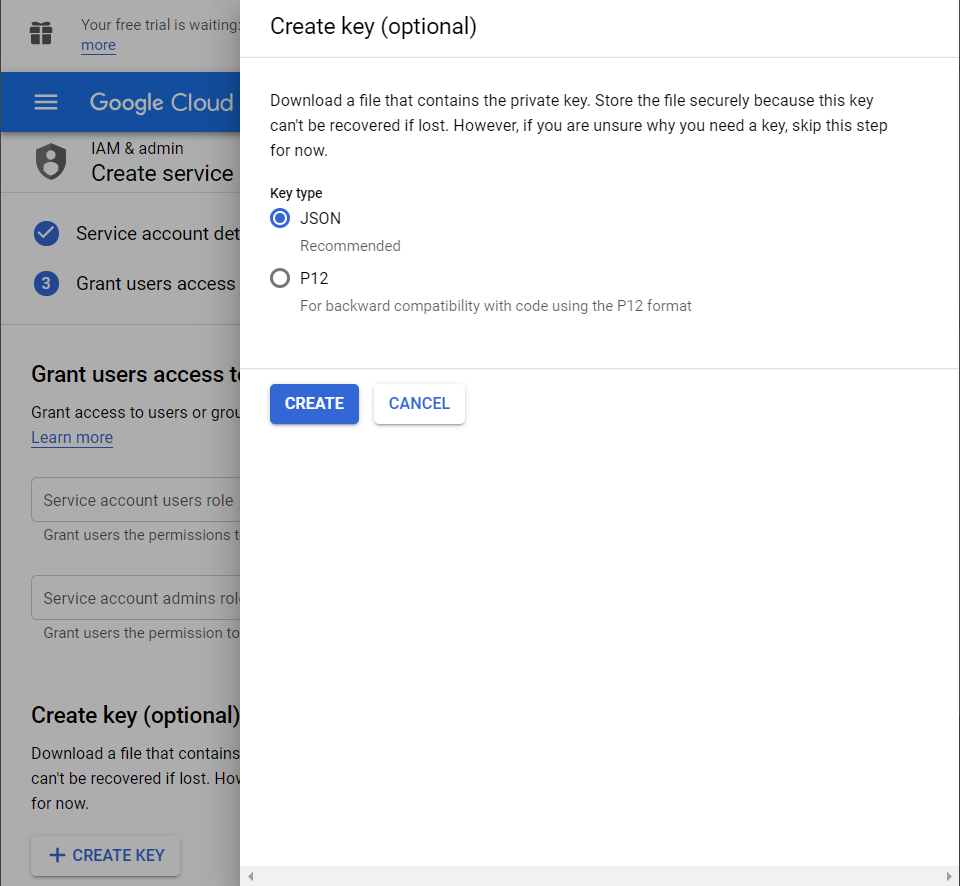 Your free trial is waiting:
more
Google Cloud
IAM & admin
Create service
Service account det
3
Grant users access
Grant users access to
Grant access to users or grou
Learn more
Service account users role
Grant users the permissions t
Service account admins rol
Grant users the permission to
Create key (optional)
Download a file that contains
can't be recovered if lost. How
for now.
CREATE KEY
Create key (optional)
Download a file that contains the private key. Store the file securely because this key
can't be recovered if lost. However, if you are unsure why you need a key, skip this step
for now.
Key type
JSON
Recommended
P12
For backward compatibility with code using the P12 format
CREATE
CANCEL